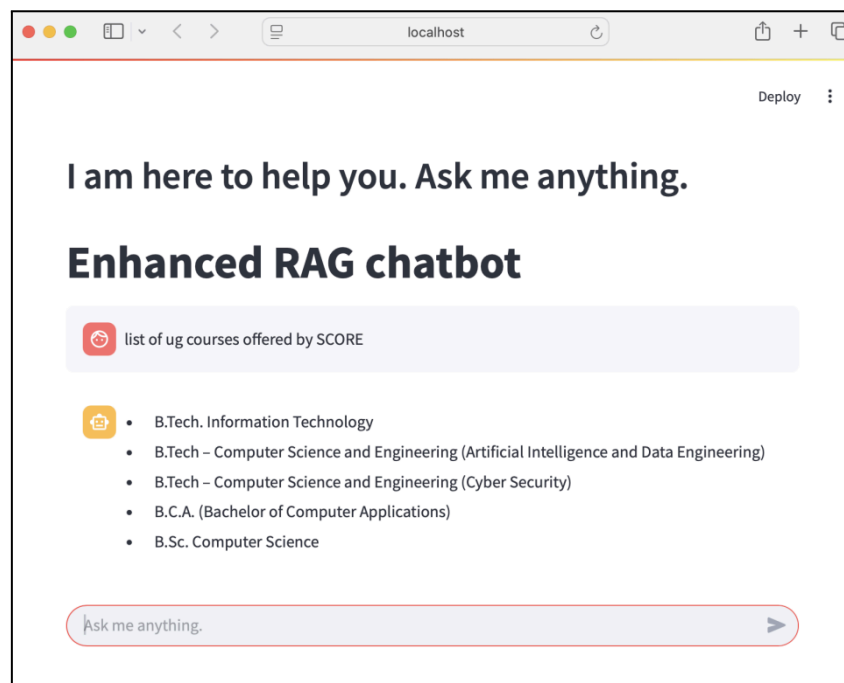 localhost
Deploy
I am here to help you. Ask me anything.
Enhanced RAG chatbot
list of ug courses offered by SCORE
• B.Tech. Information Technology
• B.Tech – Computer Science and Engineering (Artificial Intelligence and Data Engineering)
• B.Tech – Computer Science and Engineering (Cyber Security)
• B.C.A. (Bachelor of Computer Applications)
• B.Sc. Computer Science
Ask me anything.